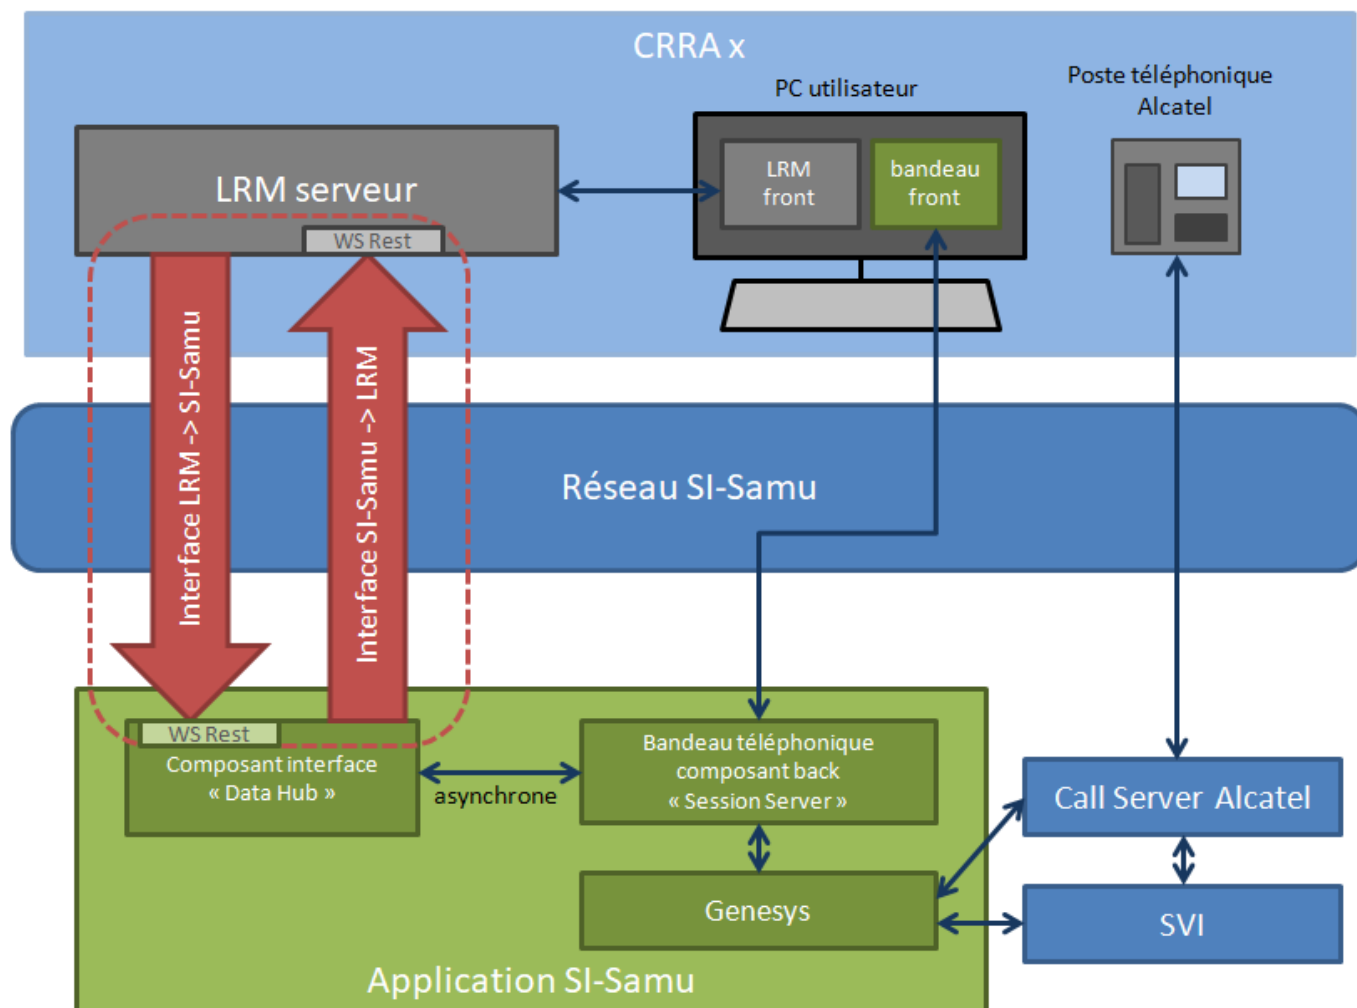 CRRA x
PC utilisateur
Poste téléphonique
Alcatel
LRM serveur
LRM
front
bandeau
front
WS Rest
Interface LRM -> SI-Samu
Interface SI-Samu -> LRM
Réseau SI-Samu
WS Rest
Composant interface
« Data Hub »
asynchrone
Bandeau téléphonique
composant back
« Session Server »
Call Server Alcatel
Genesys
SVI
Application SI-Samu